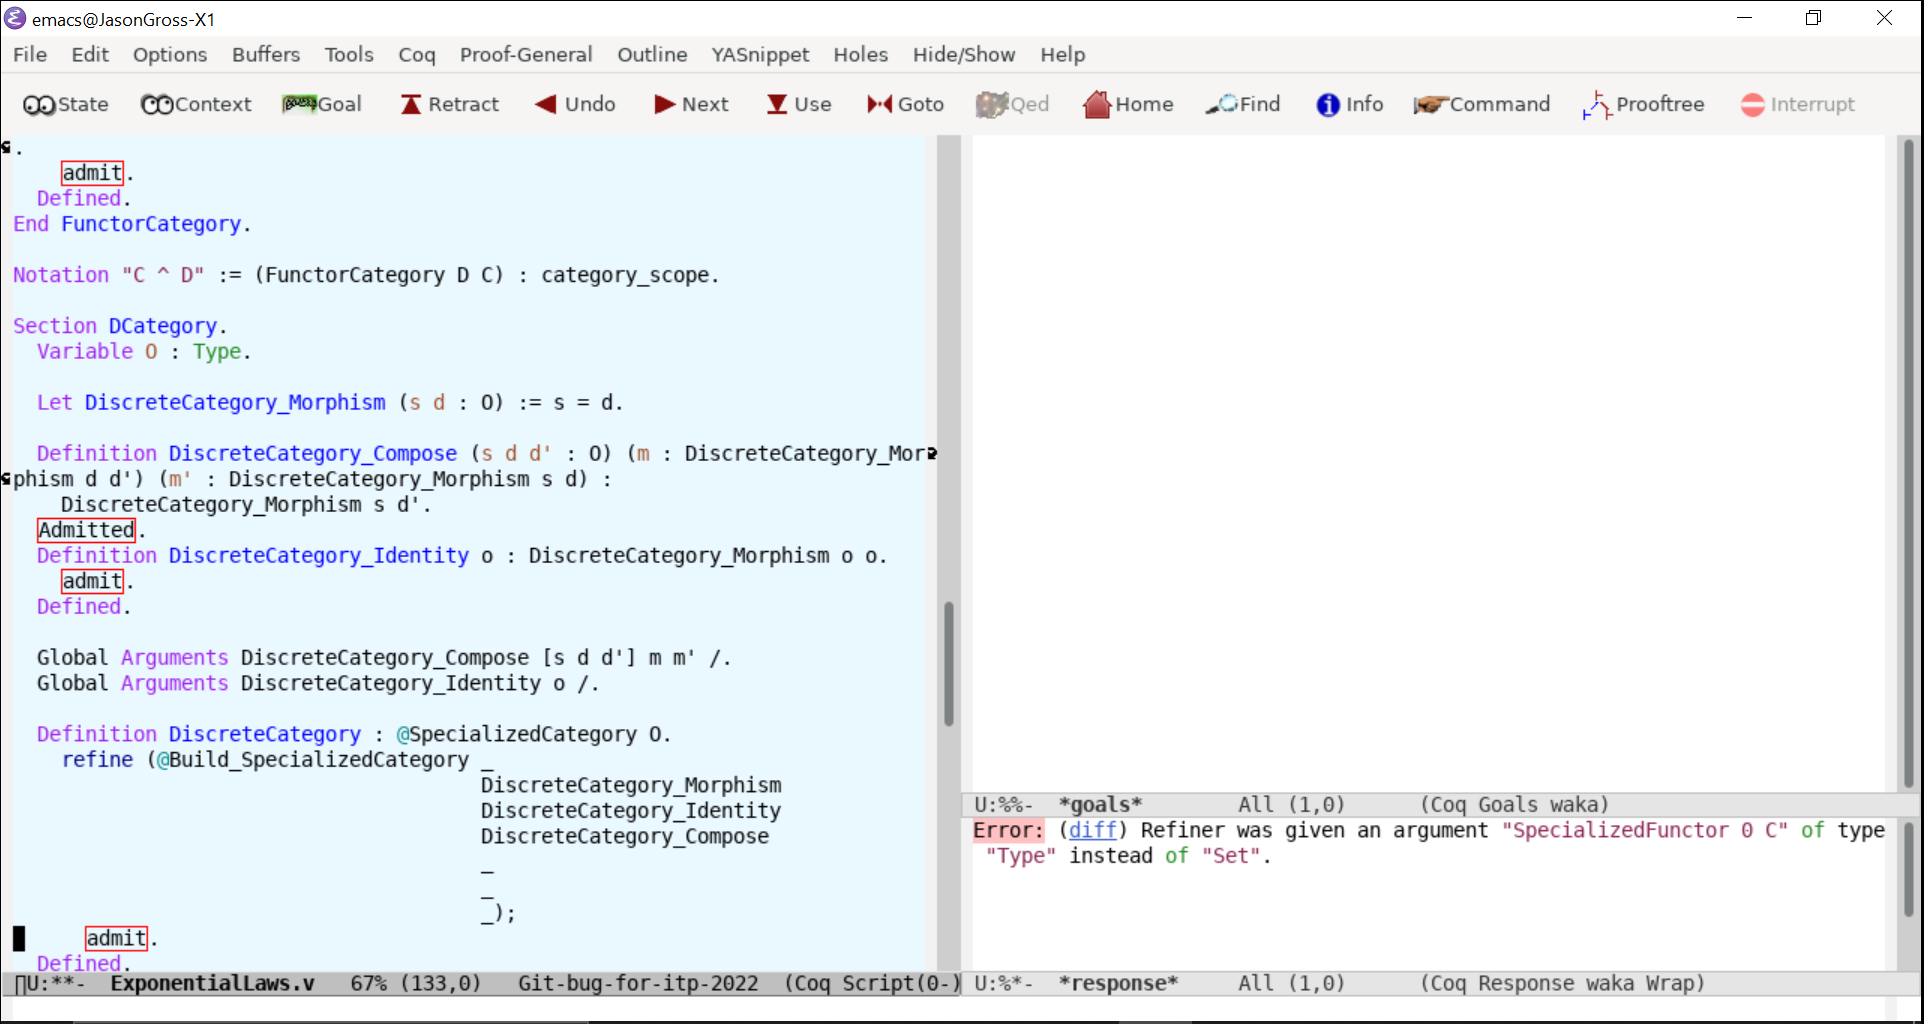 emacs@JasonGross-X1
File Edit Options Buffers Tools Coq Proof-General Outline YASnippet Holes Hide/Show Help
State Context Goal Retract Undo Next Use Goto Qed Home Find Info Command Prooftree Interrupt
.
admit.
Defined.
End FunctorCategory.
Notation "C ^ D" := (FunctorCategory D C) : category_scope.
Section DCategory.
Variable O : Type.
Let DiscreteCategory_Morphism (s d : O) := s = d.
Definition DiscreteCategory_Compose (s d d' : O) (m : DiscreteCategory_Mor
phism d d') (m' : DiscreteCategory_Morphism s d) :
DiscreteCategory_Morphism s d'.
Admitted.
Definition DiscreteCategory_Identity o : DiscreteCategory_Morphism o o.
admit.
Defined.
Global Arguments DiscreteCategory_Compose [s d d'] m m' /.
Global Arguments DiscreteCategory_Identity o /.
Definition DiscreteCategory : @SpecializedCategory O.
refine (@Build_SpecializedCategory _
DiscreteCategory_Morphism
DiscreteCategory_Identity
DiscreteCategory_Compose
_
_
_);
admit.
Defined.
U:**- ExponentialLaws.v 67% (133,0) Git-bug-for-itp-2022 (Coq Script(0-)
U:%%- *goals* All (1,0) (Coq Goals waka)
Error: (diff) Refiner was given an argument "SpecializedFunctor 0 C" of type
"Type" instead of "Set".
U:%*- *response* All (1,0) (Coq Response waka Wrap)